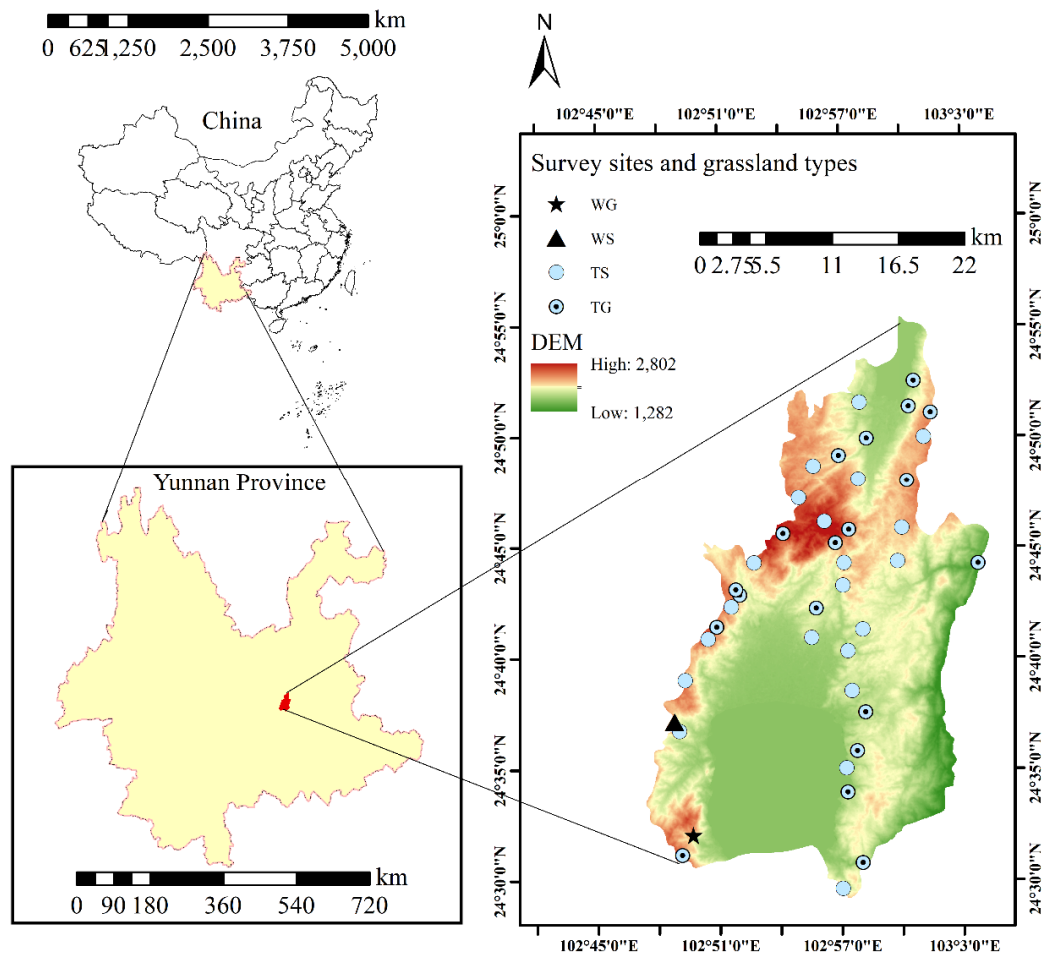 km
0 625 1,250 2,500 3,750 5,000
China
Yunnan Province
km
0 90 180 360 540 720
N
102°45'0"E 102°51'0"E 102°57'0"E 103°3'0"E
Survey sites and grassland types
WG
WS
TS
TG
km
0 2.75 5.5 11 16.5 22
DEM
High: 2,802
Low: 1,282
25°0'0"N
24°55'0"N
24°50'0"N
24°45'0"N
24°40'0"N
24°35'0"N
24°30'0"N
25°0'0"N
24°55'0"N
24°50'0"N
24°45'0"N
24°40'0"N
24°35'0"N
24°30'0"N
102°45'0"E 102°51'0"E 102°57'0"E 103°3'0"E